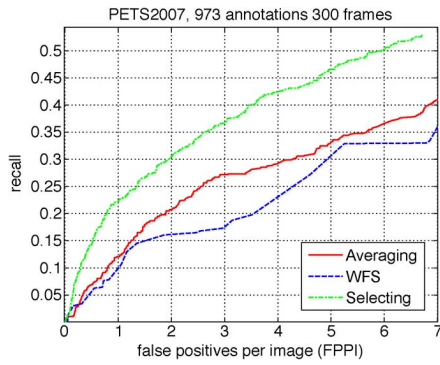 PETS2007, 973 annotations 300 frames
0.5
0.45
0.4
0.35
0.3
0.25
0.2
0.15
0.1
0.05
recall
Averaging
WFS
Selecting
0 1 2 3 4 5 6 7
false positives per image (FPPI)